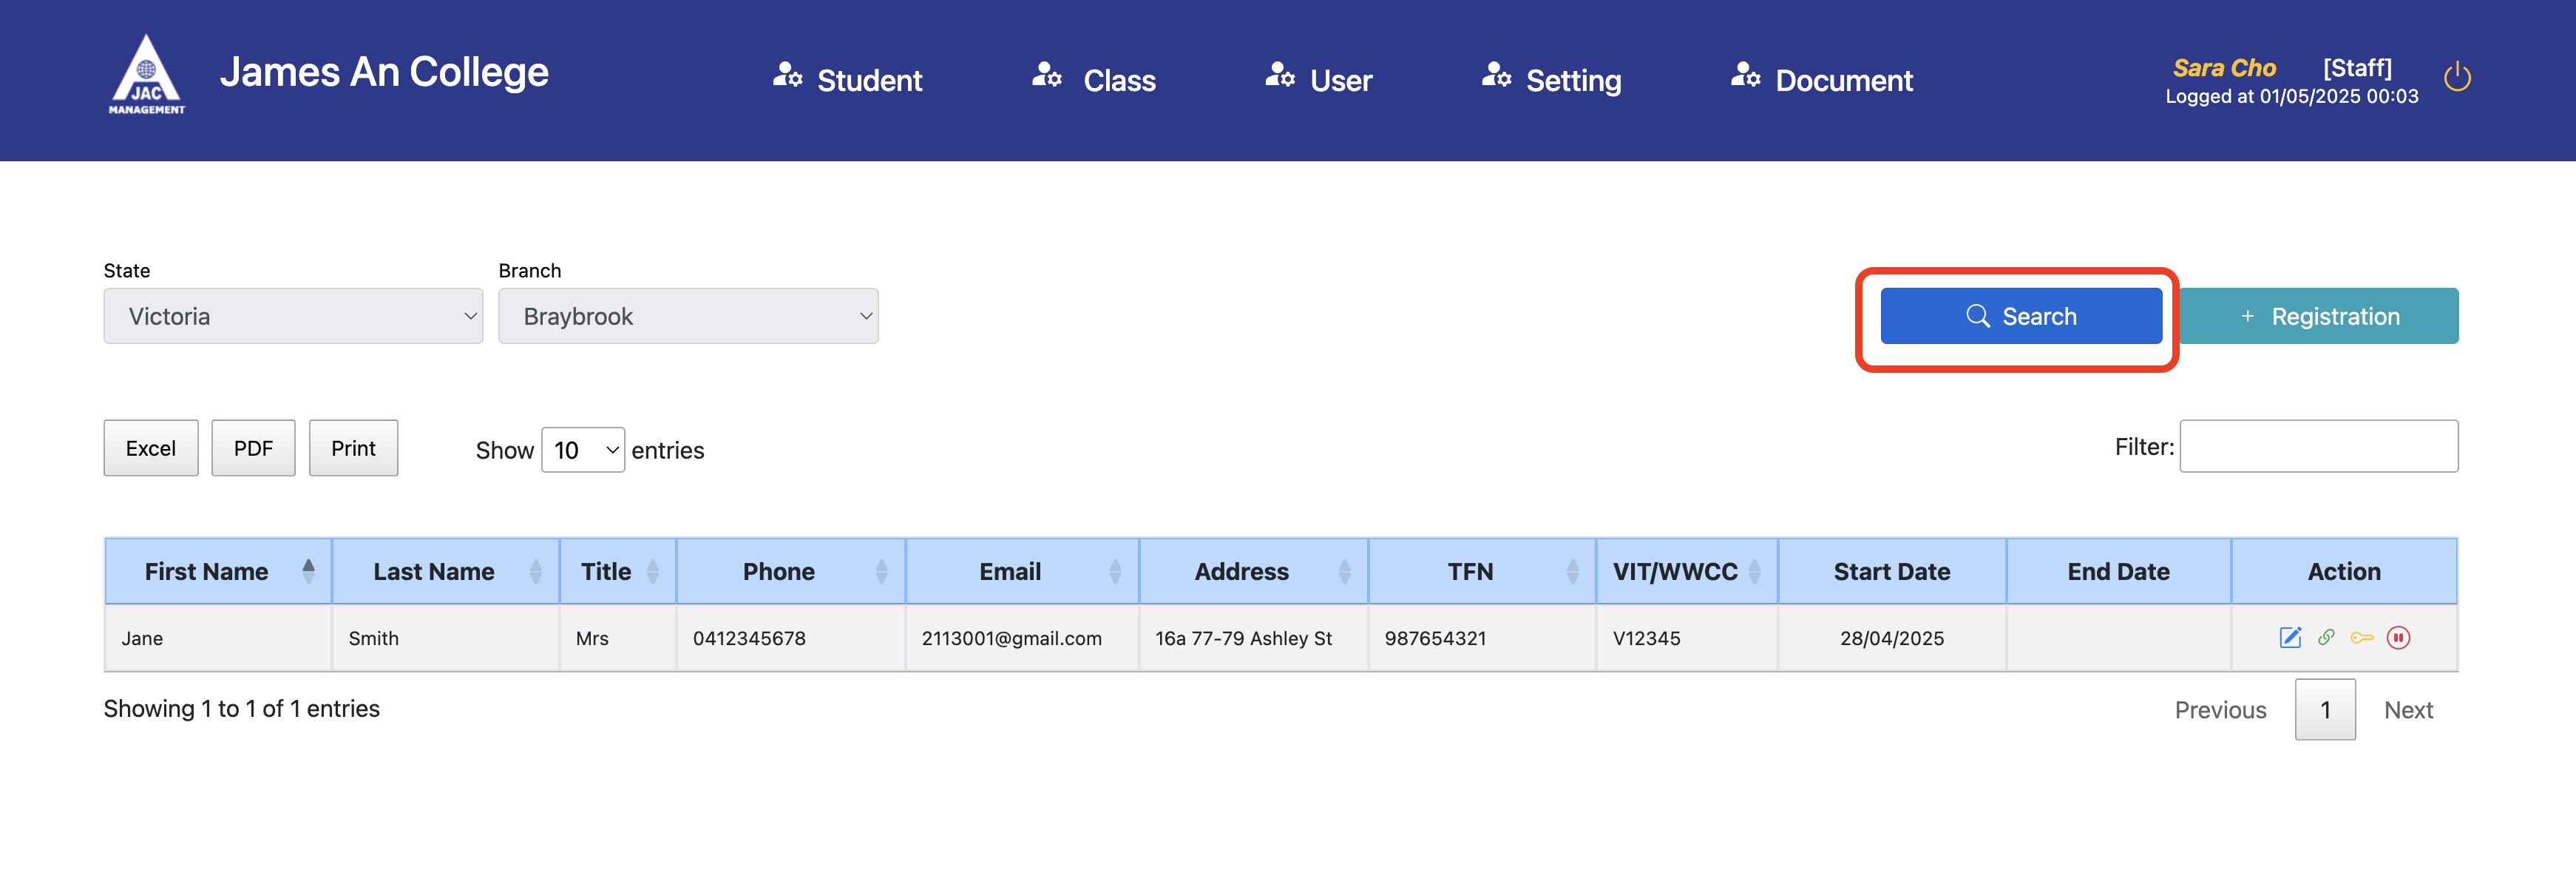 JAC
MANAGEMENT
James An College
Student
Class
User
Setting
Document
Sara Cho [Staff]
Logged at 01/05/2025 00:03
State
Branch
Victoria
Braybrook
Search
+ Registration
Excel
PDF
Print
Show 10 entries
Filter:
First Name Last Name Title Phone Email Address TFN VIT/WWCC Start Date End Date Action
Jane Smith Mrs 0412345678 2113001@gmail.com 16a 77-79 Ashley St 987654321 V12345 28/04/2025
Showing 1 to 1 of 1 entries
Previous 1 Next